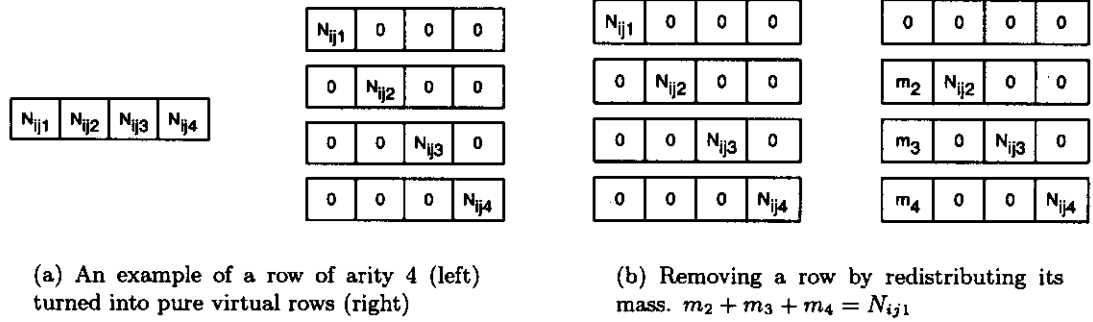 N_ij1 0 0 0
0 N_ij2 0 0
0 0 N_ij3 0
0 0 0 N_ij4
N_ij1 N_ij2 N_ij3 N_ij4
N_ij1 0 0 0
0 N_ij2 0 0
0 0 N_ij3 0
0 0 0 N_ij4
0 0 0 0
m_2 N_ij2 0 0
m_3 0 N_ij3 0
m_4 0 0 N_ij4
(a) An example of a row of arity 4 (left)
turned into pure virtual rows (right)
(b) Removing a row by redistributing its
mass. m_2 + m_3 + m_4 = N_ij1